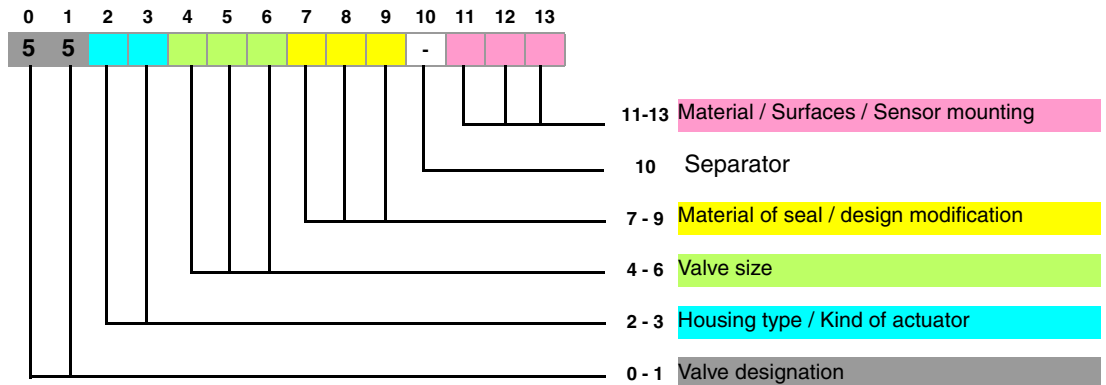 0 1 2 3 4 5 6 7 8 9 10 11 12 13
5 5 -
11-13 Material / Surfaces / Sensor mounting
10 Separator
7 - 9 Material of seal / design modification
4 - 6 Valve size
2 - 3 Housing type / Kind of actuator
0 - 1 Valve designation